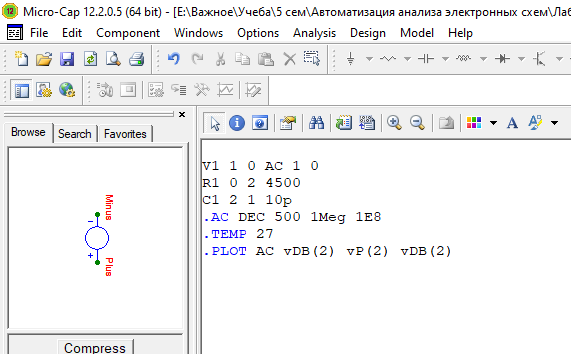 Micro-Cap 12.2.0.5 (64 bit) - [E:\Важное\Учеба\5 сем\Автоматизация анализа электронных схем\Лаб
File Edit Component Windows Options Analysis Design Model Help
Browse Search Favorites
Minus
Plus
Compress
V1 1 0 AC 1 0
R1 0 2 4500
C1 2 1 10p
.AC DEC 500 1Meg 1E8
.TEMP 27
.PLOT AC vDB(2) vP(2) vDB(2)